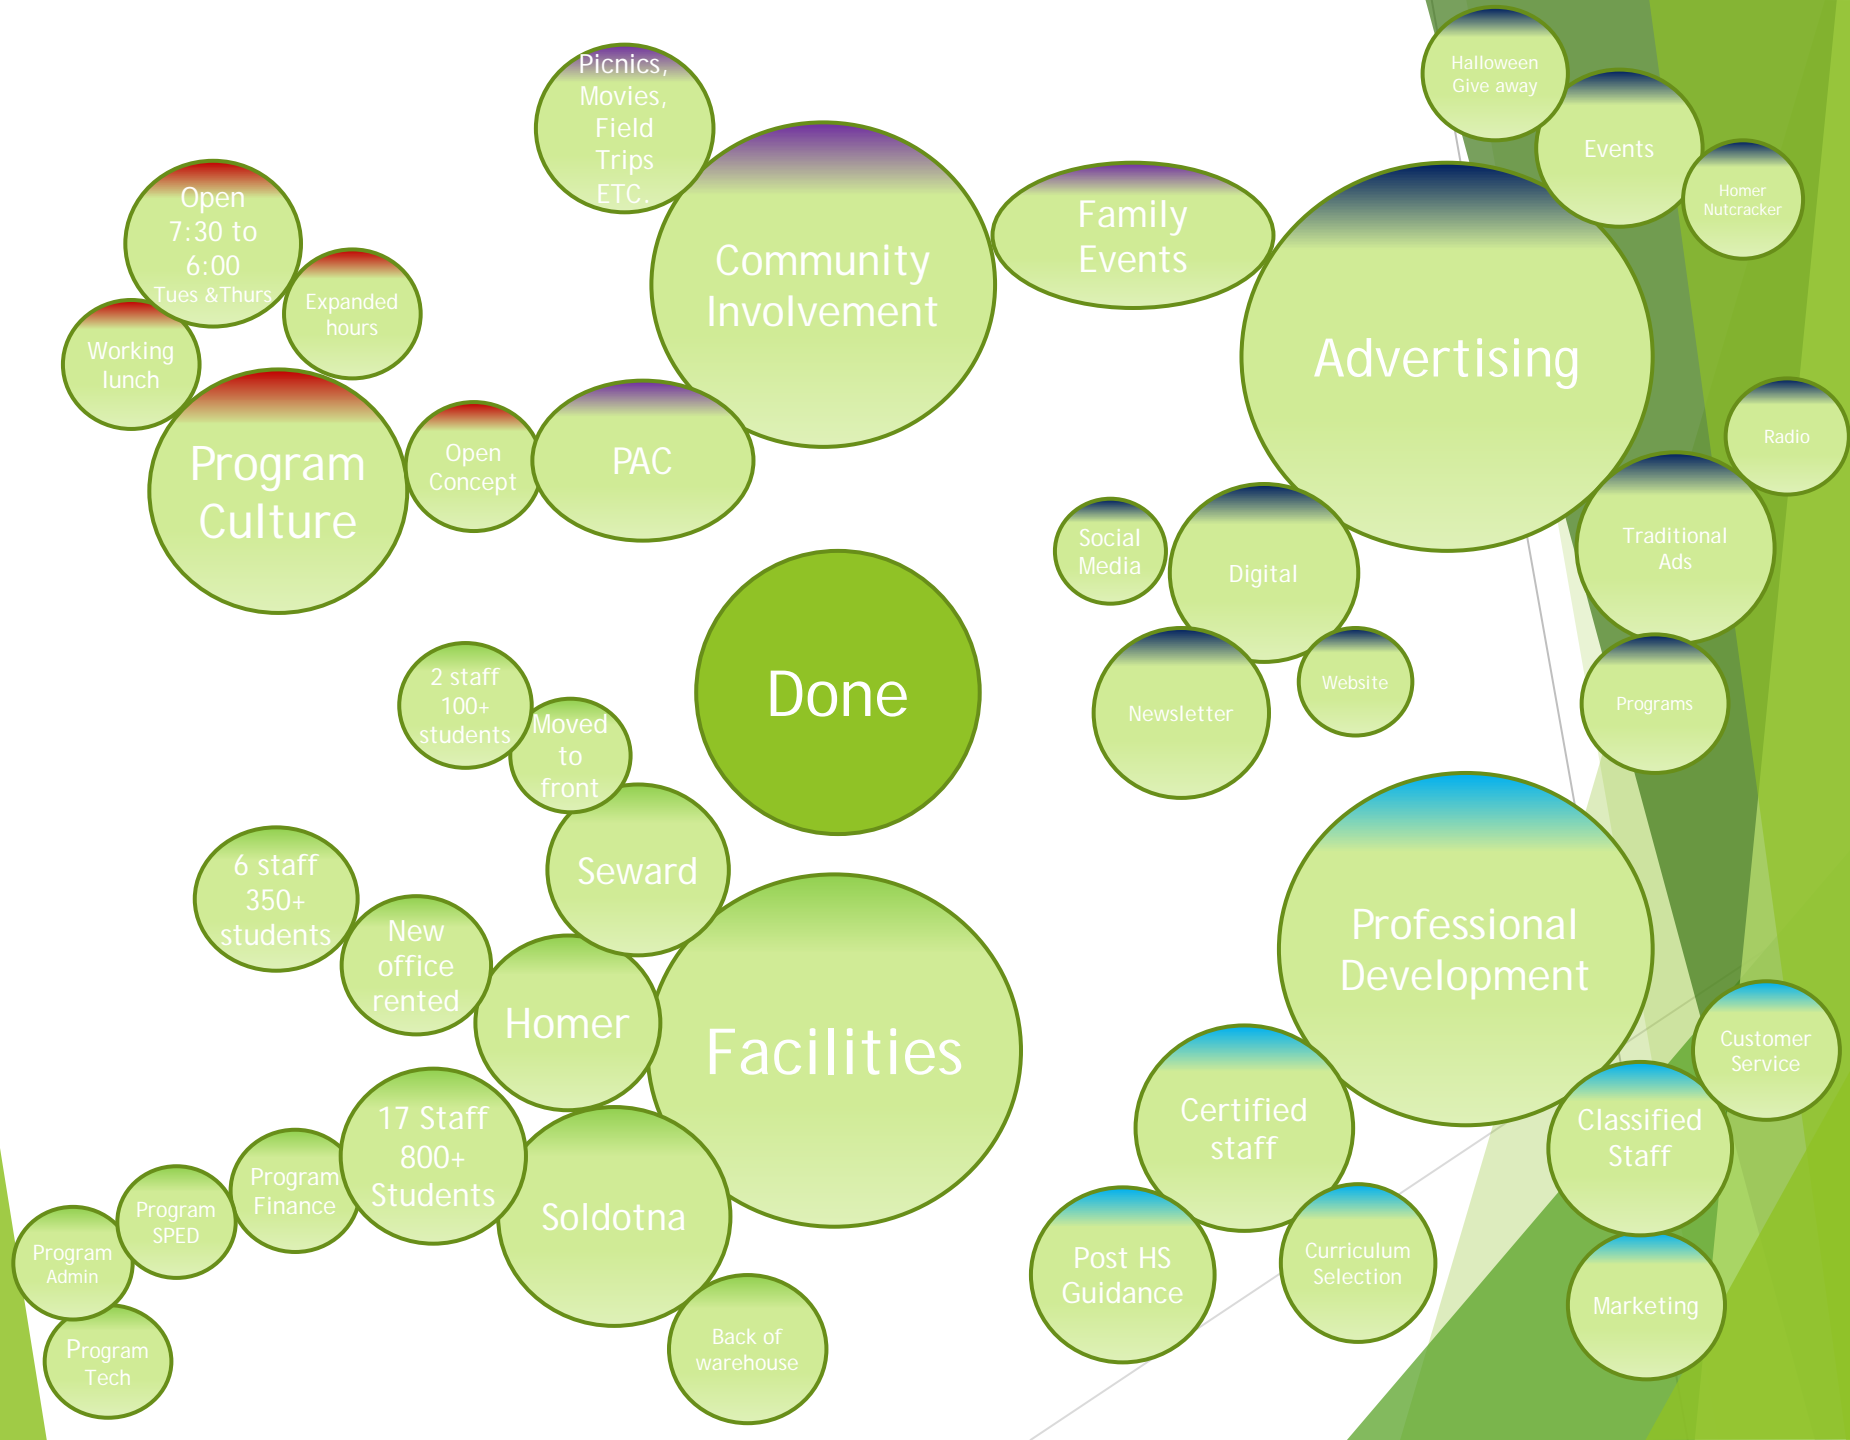 Picnics,
Movies,
Field
Trips
ETC.
Community
Involvement
Family
Events
Halloween
Give away
Events
Homer
Nutcracker
Advertising
Open
7:30 to
6:00
Tues &Thurs
Expanded
hours
Working
lunch
Program
Culture
Open
Concept
PAC
Social
Media
Digital
Newsletter
Website
Radio
Traditional
Ads
Programs
Done
2 staff
100+
students
Moved
to
front
Seward
6 staff
350+
students
New
office
rented
Homer
Facilities
17 Staff
800+
Students
Soldotna
Program
Finance
Program
SPED
Program
Admin
Program
Tech
Back of
warehouse
Professional
Development
Certified
staff
Post HS
Guidance
Curriculum
Selection
Customer
Service
Classified
Staff
Marketing